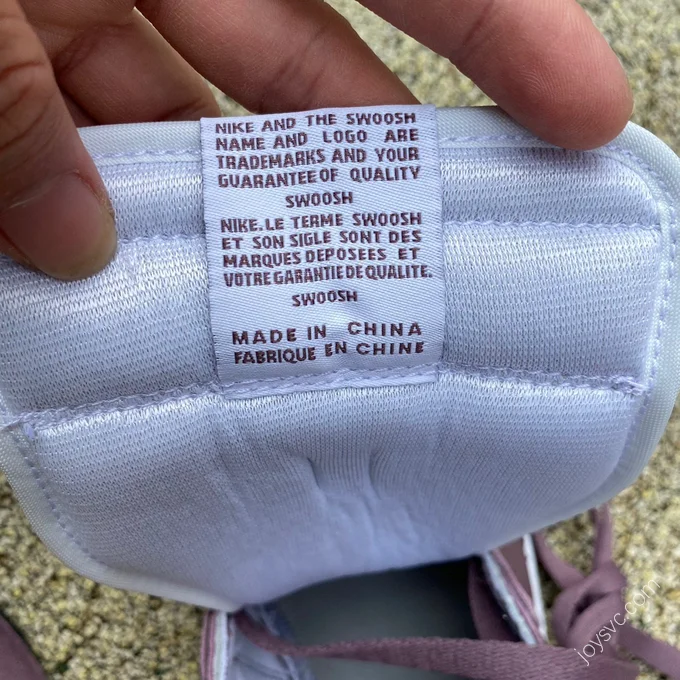 NIKE AND THE SWOOSH
NAME AND LOGO ARE
TRADEMARKS AND YOUR
GUARANTEE OF QUALITY
SWOOSH
NIKE.LE TERME SWOOSH
ET SON SIGLE SONT DES
MARQUES DEPOSEES ET
VOTRE GARANTIE DE QUALITE.
SWOOSH
MADE IN CHINA
FABRIQUE EN CHINE
joysvc.com